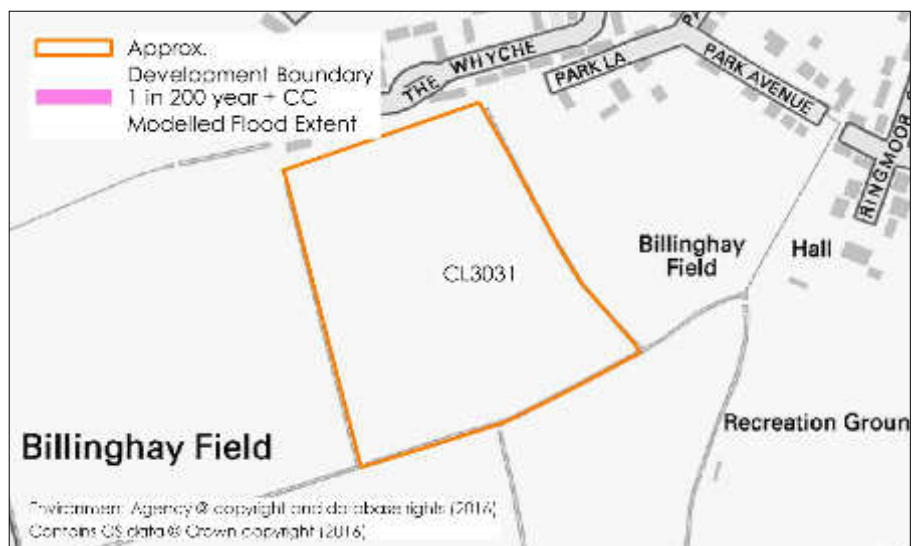 Approx.
Development Boundary
1 in 200 year + CC
Modelled Flood Extent
THE WHYCHE
PARK LA
PARK AVENUE
RINGMOOR
Billinghay
Field
Hall
CL3031
Recreation Groun
Billinghay Field
Environment Agency © copyright and database rights (2016)
Contains OS data © Crown copyright (2016)